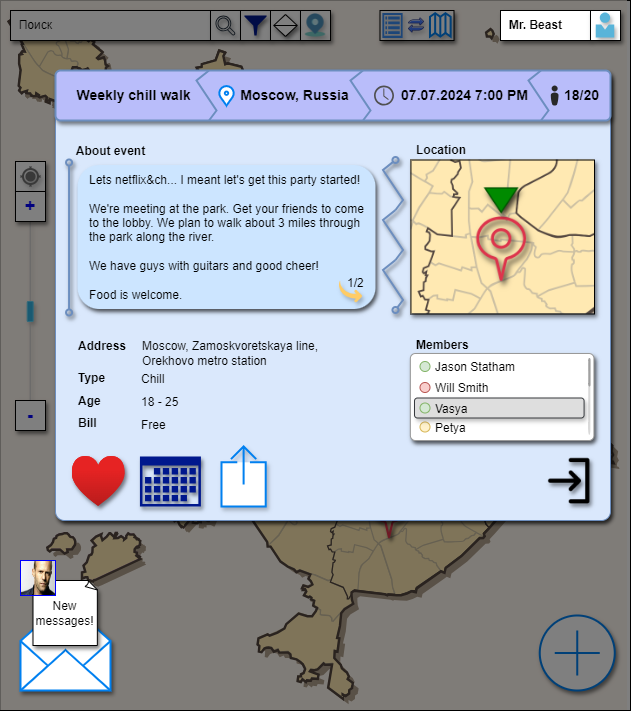 Поиск
Mr. Beast
Weekly chill walk
Moscow, Russia
07.07.2024 7:00 PM
18/20
About event
Location
Lets netflix&ch... I meant let's get this party started!
We're meeting at the park. Get your friends to come
to the lobby. We plan to walk about 3 miles through
the park along the river.
We have guys with guitars and good cheer!
Food is welcome.
1/2
+
-
Address
Moscow, Zamoskvoretskaya line,
Orekhovo metro station
Type
Chill
Age
18 - 25
Bill
Free
Members
Jason Statham
Will Smith
Vasya
Petya
New
messages!